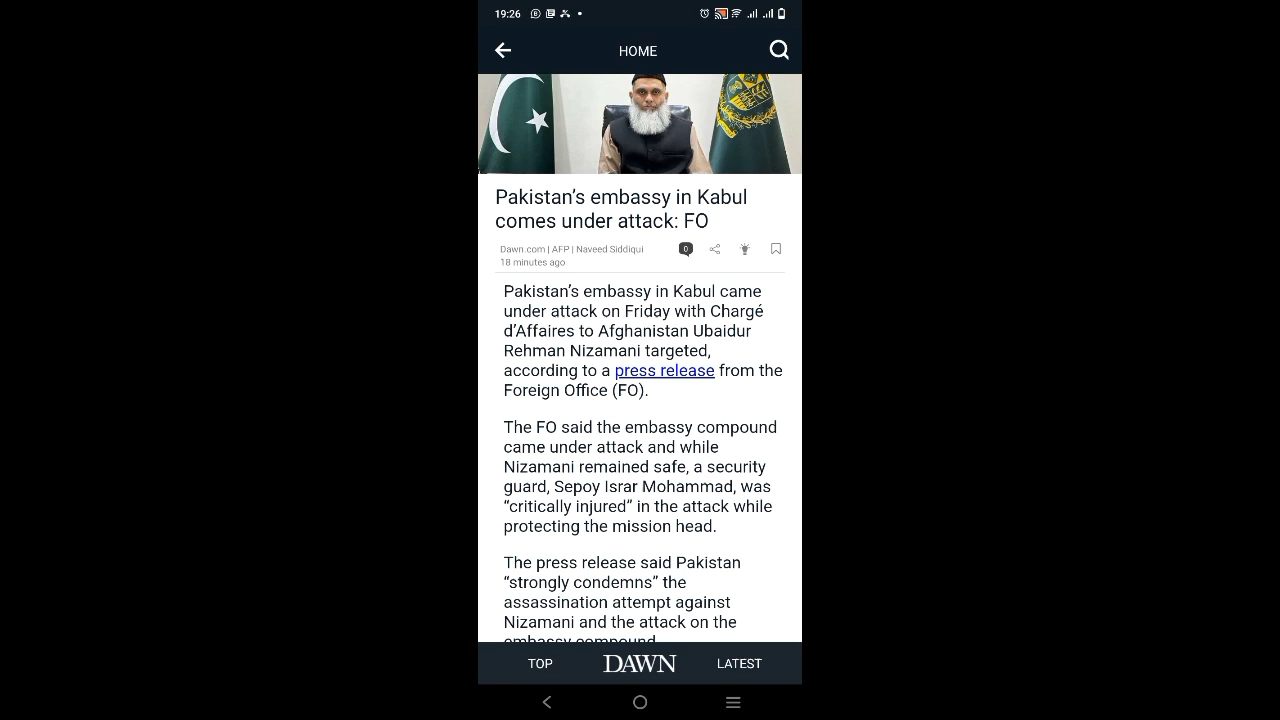 19:26
HOME
Pakistan’s embassy in Kabul
comes under attack: FO
Dawn.com | AFP | Naveed Siddiqui
0
18 minutes ago
Pakistan’s embassy in Kabul came
under attack on Friday with Chargé
d’Affaires to Afghanistan Ubaidur
Rehman Nizamani targeted,
according to a press release from the
Foreign Office (FO).
The FO said the embassy compound
came under attack and while
Nizamani remained safe, a security
guard, Sepoy Israr Mohammad, was
“critically injured” in the attack while
protecting the mission head.
The press release said Pakistan
“strongly condemns” the
assassination attempt against
Nizamani and the attack on the
embassy compound.
TOP
DAWN
LATEST